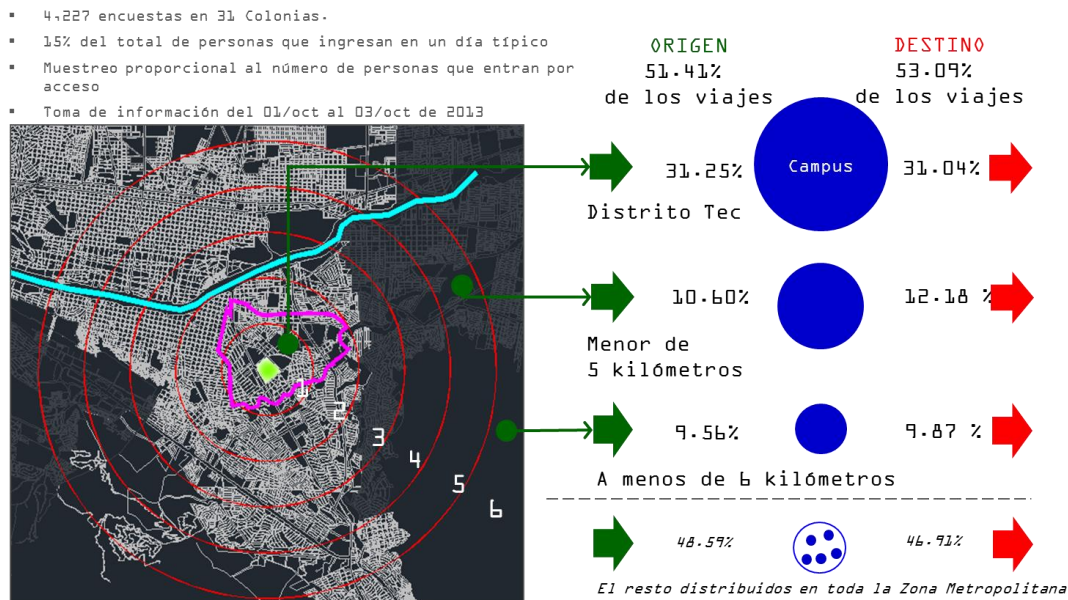 ▪ 4,227 encuestas en 31 Colonias.
▪ 15% del total de personas que ingresan en un día típico
▪ Muestreo proporcional al número de personas que entran por
acceso
▪ Toma de información del 01/oct al 03/oct de 2013
ORIGEN
51.41%
de los viajes
DESTINO
53.09%
de los viajes
31.25%
Campus
31.04%
Distrito Tec
10.60%
12.18 %
Menor de
5 kilómetros
9.56%
9.87 %
A menos de 6 kilómetros
48.59%
46.91%
El resto distribuidos en toda la Zona Metropolitana
1
2
3
4
5
6